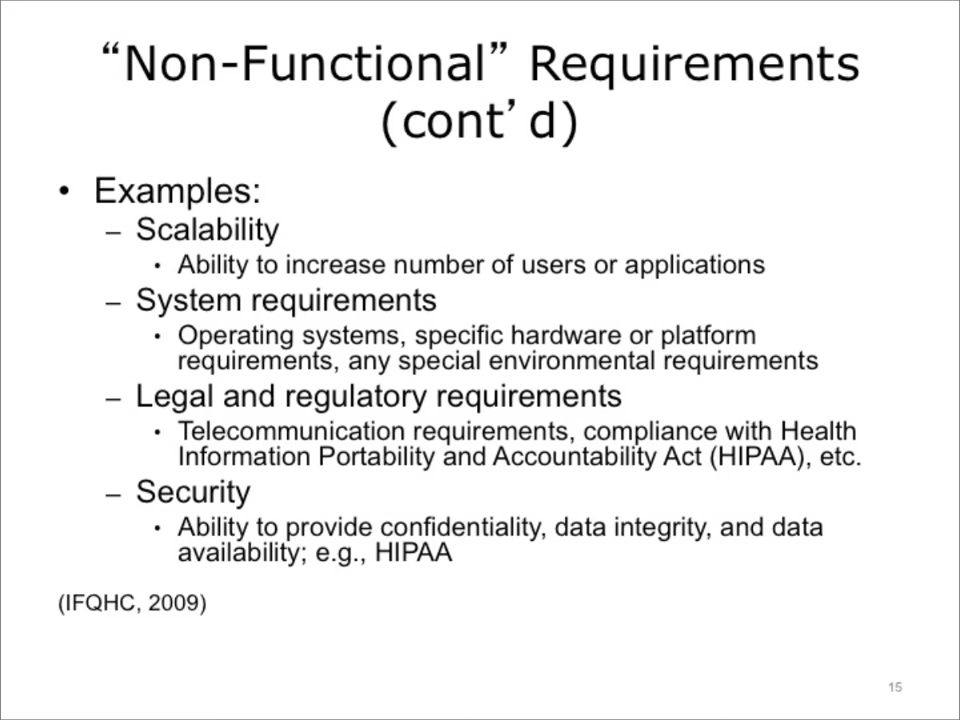 “Non-Functional” Requirements
(cont’d)
• Examples:
– Scalability
• Ability to increase number of users or applications
– System requirements
• Operating systems, specific hardware or platform
requirements, any special environmental requirements
– Legal and regulatory requirements
• Telecommunication requirements, compliance with Health
Information Portability and Accountability Act (HIPAA), etc.
– Security
• Ability to provide confidentiality, data integrity, and data
availability; e.g., HIPAA
(IFQHC, 2009)
15